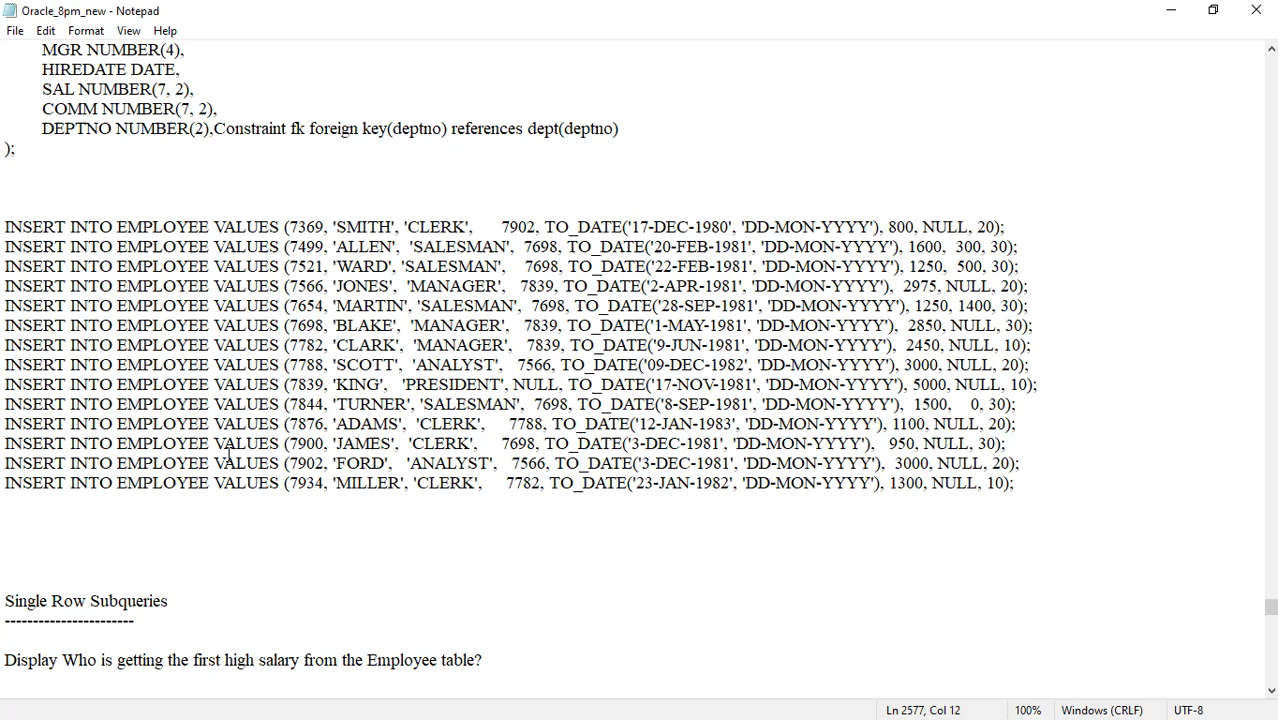 Oracle_8pm_new - Notepad
File Edit Format View Help
MGR NUMBER(4),
HIREDATE DATE,
SAL NUMBER(7, 2),
COMM NUMBER(7, 2),
DEPTNO NUMBER(2),Constraint fk foreign key(deptno) references dept(deptno)
);
INSERT INTO EMPLOYEE VALUES (7369, 'SMITH', 'CLERK', 7902, TO_DATE('17-DEC-1980', 'DD-MON-YYYY'), 800, NULL, 20);
INSERT INTO EMPLOYEE VALUES (7499, 'ALLEN', 'SALESMAN', 7698, TO_DATE('20-FEB-1981', 'DD-MON-YYYY'), 1600, 300, 30);
INSERT INTO EMPLOYEE VALUES (7521, 'WARD', 'SALESMAN', 7698, TO_DATE('22-FEB-1981', 'DD-MON-YYYY'), 1250, 500, 30);
INSERT INTO EMPLOYEE VALUES (7566, 'JONES', 'MANAGER', 7839, TO_DATE('2-APR-1981', 'DD-MON-YYYY'), 2975, NULL, 20);
INSERT INTO EMPLOYEE VALUES (7654, 'MARTIN', 'SALESMAN', 7698, TO_DATE('28-SEP-1981', 'DD-MON-YYYY'), 1250, 1400, 30);
INSERT INTO EMPLOYEE VALUES (7698, 'BLAKE', 'MANAGER', 7839, TO_DATE('1-MAY-1981', 'DD-MON-YYYY'), 2850, NULL, 30);
INSERT INTO EMPLOYEE VALUES (7782, 'CLARK', 'MANAGER', 7839, TO_DATE('9-JUN-1981', 'DD-MON-YYYY'), 2450, NULL, 10);
INSERT INTO EMPLOYEE VALUES (7788, 'SCOTT', 'ANALYST', 7566, TO_DATE('09-DEC-1982', 'DD-MON-YYYY'), 3000, NULL, 20);
INSERT INTO EMPLOYEE VALUES (7839, 'KING', 'PRESIDENT', NULL, TO_DATE('17-NOV-1981', 'DD-MON-YYYY'), 5000, NULL, 10);
INSERT INTO EMPLOYEE VALUES (7844, 'TURNER', 'SALESMAN', 7698, TO_DATE('8-SEP-1981', 'DD-MON-YYYY'), 1500, 0, 30);
INSERT INTO EMPLOYEE VALUES (7876, 'ADAMS', 'CLERK', 7788, TO_DATE('12-JAN-1983', 'DD-MON-YYYY'), 1100, NULL, 20);
INSERT INTO EMPLOYEE VALUES (7900, 'JAMES', 'CLERK', 7698, TO_DATE('3-DEC-1981', 'DD-MON-YYYY'), 950, NULL, 30);
INSERT INTO EMPLOYEE VALUES (7902, 'FORD', 'ANALYST', 7566, TO_DATE('3-DEC-1981', 'DD-MON-YYYY'), 3000, NULL, 20);
INSERT INTO EMPLOYEE VALUES (7934, 'MILLER', 'CLERK', 7782, TO_DATE('23-JAN-1982', 'DD-MON-YYYY'), 1300, NULL, 10);
Single Row Subqueries
-----------------------
Display Who is getting the first high salary from the Employee table?
Ln 2577, Col 12 100% Windows (CRLF) UTF-8